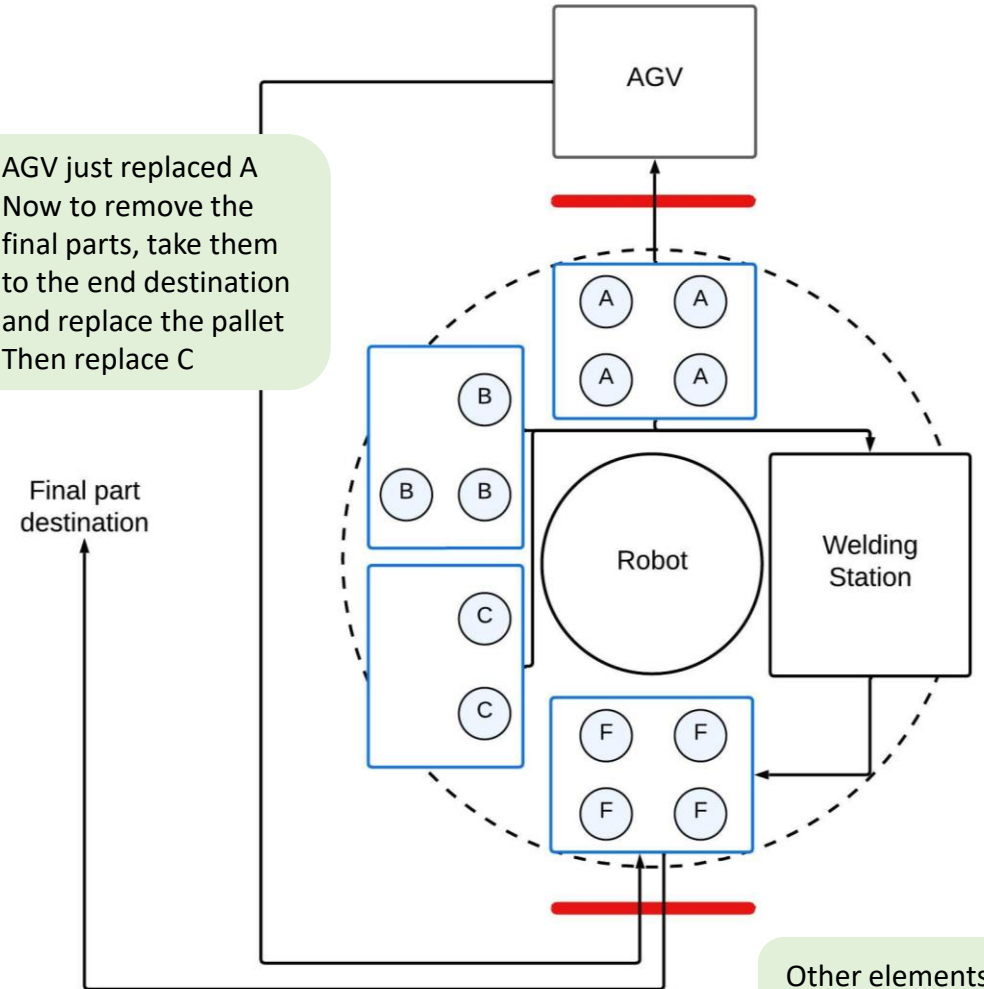 AGV
AGV just replaced A
Now to remove the
final parts, take them
to the end destination
and replace the pallet
Then replace C
A A
A A
B
B B
Final part
destination
Robot
Welding
Station
C
C
F F
F F
Other elements